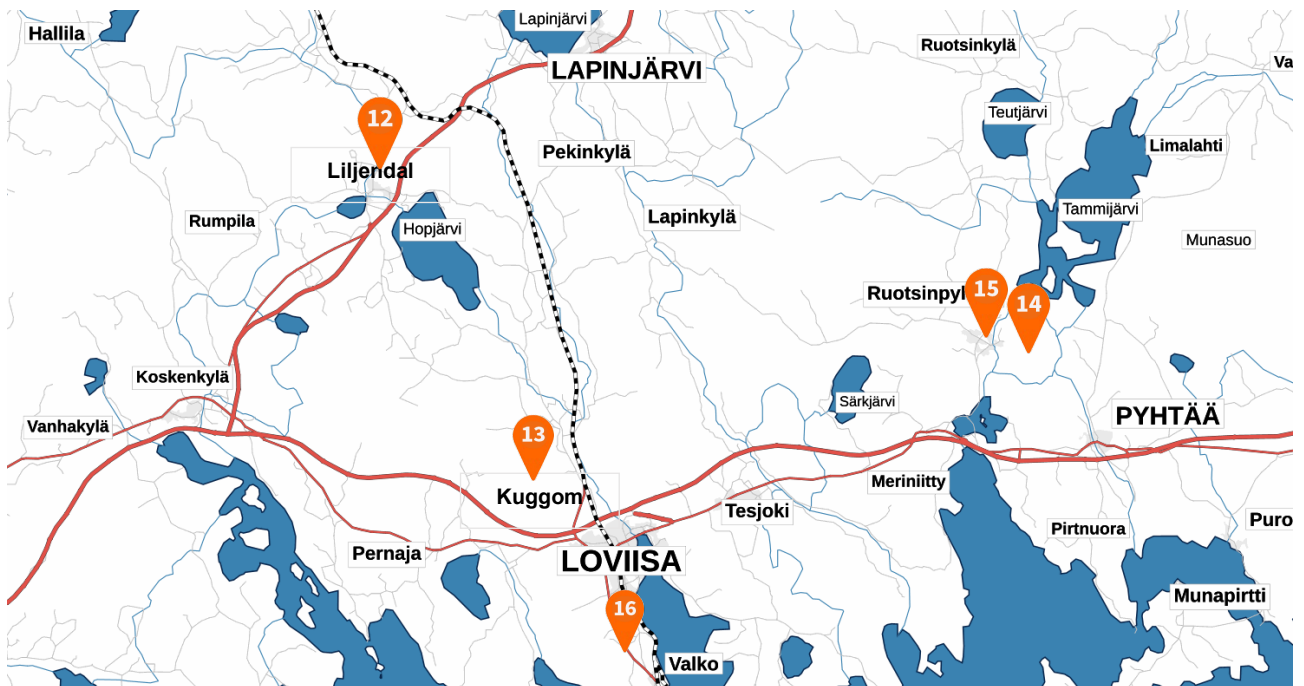 Lapinjärvi
Hallila
Ruotsinkylä
Va
LAPINJÄRVI
Teutjärvi
12
Limalahti
Pekinkylä
Liljendal
Tammijärvi
Lapinkylä
Rumpila
Hopjärvi
Munasuo
Ruotsinpyl
15
14
Koskenkylä
Särkjärvi
PYHTÄÄ
Vanhakylä
13
Meriniitty
Kuggom
Tesjoki
Puro
Pirtnuora
Pernaja
LOVIISA
Munapirtti
16
Valko